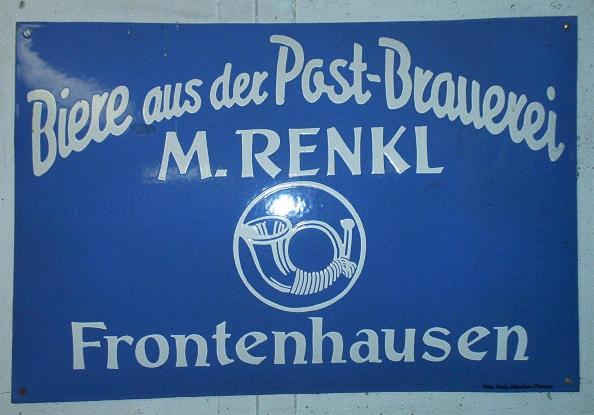 Biere aus der Post-Brauerei
M. RENKL
Frontenhausen